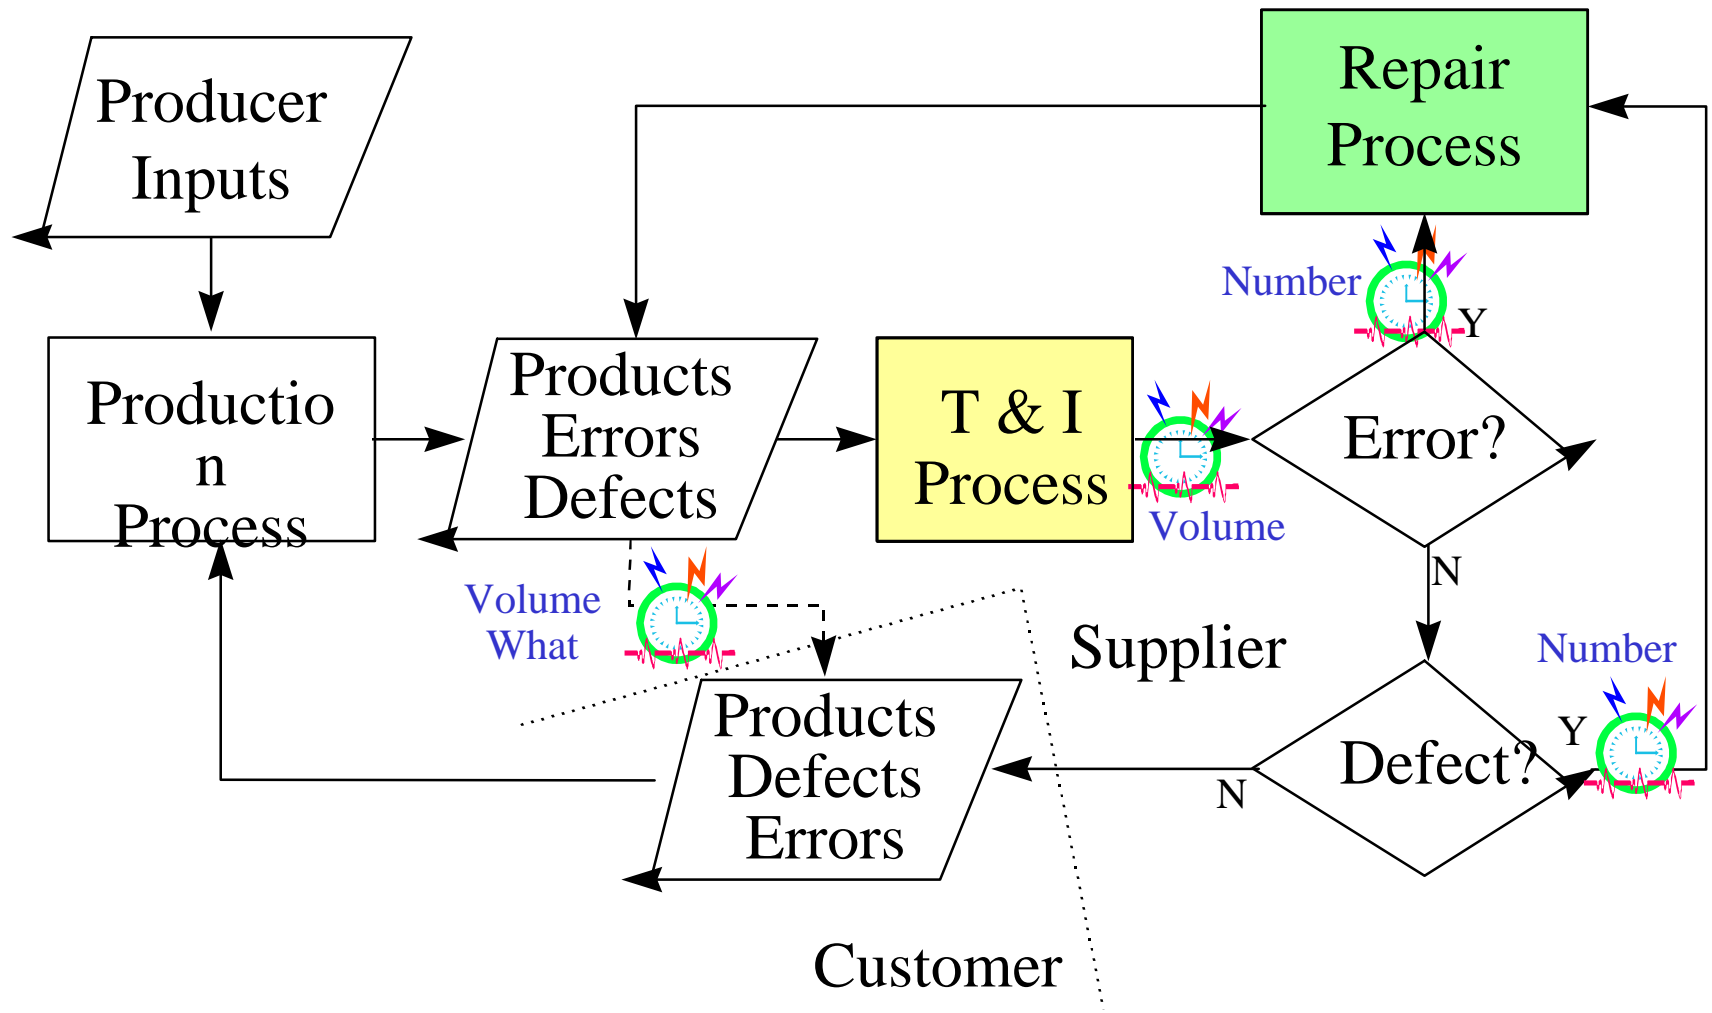 Producer
Inputs
Repair
Process
Number
Y
Productio
n
Process
Products
Errors
Defects
T & I
Process
Volume
Error?
N
Volume
What
Supplier
Number
Products
Defects
Errors
N
Defect?
Y
Customer